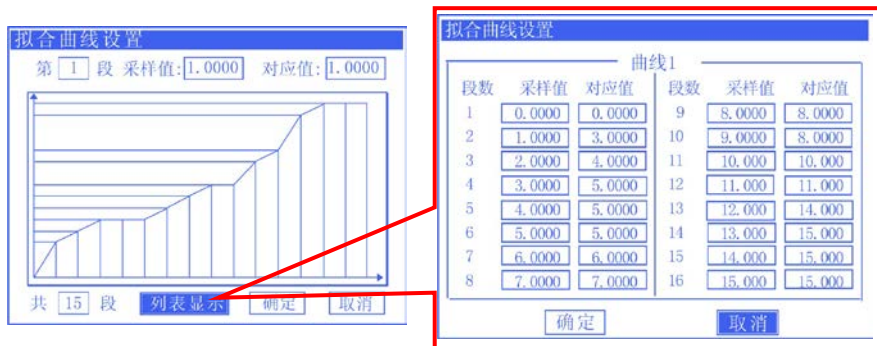 拟合曲线设置
第 1 段 采样值: 1.0000 对应值: 1.0000
共 15 段 列表显示 确定 取消
拟合曲线设置
曲线1
段数 采样值 对应值 段数 采样值 对应值
1 0.0000 0.0000 9 8.0000 8.0000
2 1.0000 3.0000 10 9.0000 8.0000
3 2.0000 4.0000 11 10.000 10.000
4 3.0000 5.0000 12 11.000 11.000
5 4.0000 5.0000 13 12.000 14.000
6 5.0000 5.0000 14 13.000 15.000
7 6.0000 6.0000 15 14.000 15.000
8 7.0000 7.0000 16 15.000 15.000
确定 取消